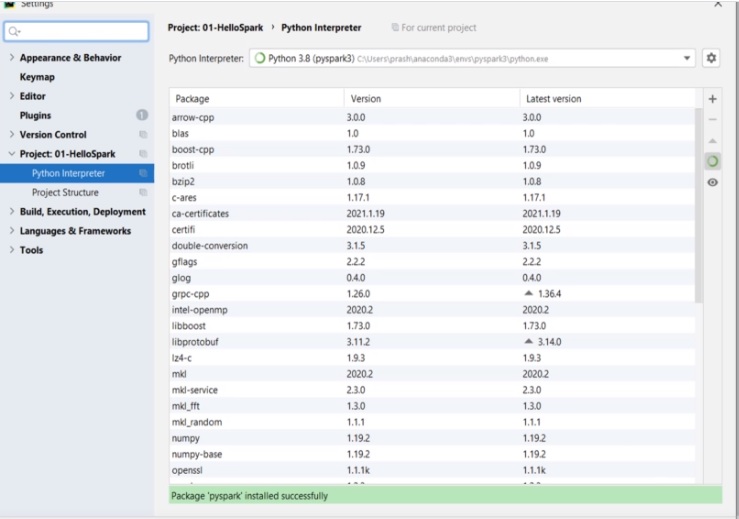 Settings
Project: 01-HelloSpark › Python Interpreter For current project
Python Interpreter: Python 3.8 (pyspark3) C:\Users\prash\anaconda3\envs\pyspark3\python.exe
Appearance & Behavior
Keymap
Editor
Plugins 1
Version Control
Project: 01-HelloSpark
Python Interpreter
Project Structure
Build, Execution, Deployment
Languages & Frameworks
Tools
Package Version Latest version
arrow-cpp 3.0.0 3.0.0
blas 1.0 1.0
boost-cpp 1.73.0 1.73.0
brotli 1.0.9 1.0.9
bzip2 1.0.8 1.0.8
c-ares 1.17.1 1.17.1
ca-certificates 2021.1.19 2021.1.19
certifi 2020.12.5 2020.12.5
double-conversion 3.1.5 3.1.5
gflags 2.2.2 2.2.2
glog 0.4.0 0.4.0
grpc-cpp 1.26.0 1.36.4
intel-openmp 2020.2 2020.2
libboost 1.73.0 1.73.0
libprotobuf 3.11.2 3.14.0
lz4-c 1.9.3 1.9.3
mkl 2020.2 2020.2
mkl-service 2.3.0 2.3.0
mkl_fft 1.3.0 1.3.0
mkl_random 1.1.1 1.1.1
numpy 1.19.2 1.19.2
numpy-base 1.19.2 1.19.2
openssl 1.1.1k 1.1.1k
Package 'pyspark' installed successfully